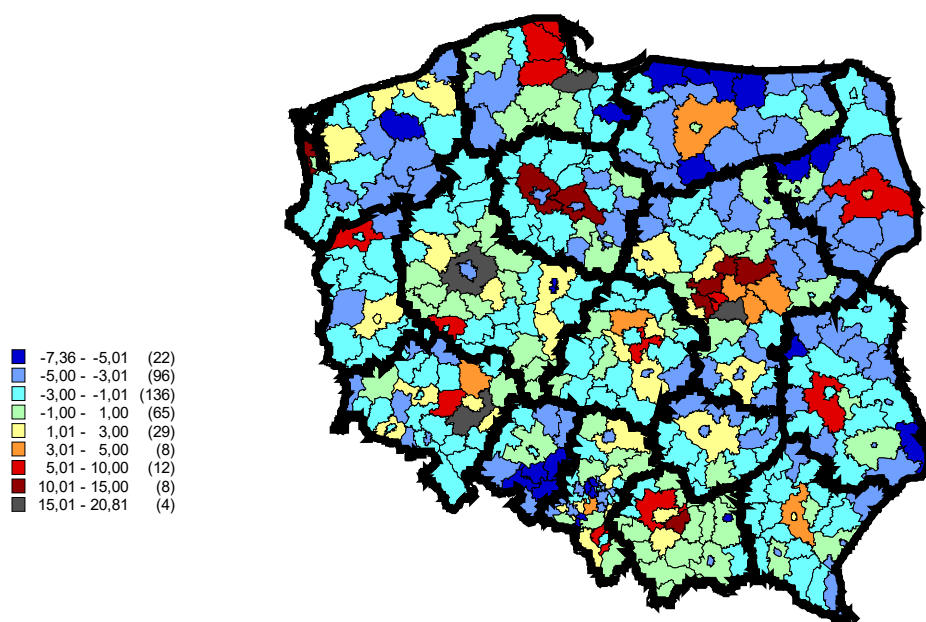 -7,36 - -5,01 (22)
-5,00 - -3,01 (96)
-3,00 - -1,01 (136)
-1,00 - 1,00 (65)
1,01 - 3,00 (29)
3,01 - 5,00 (8)
5,01 - 10,00 (12)
10,01 - 15,00 (8)
15,01 - 20,81 (4)